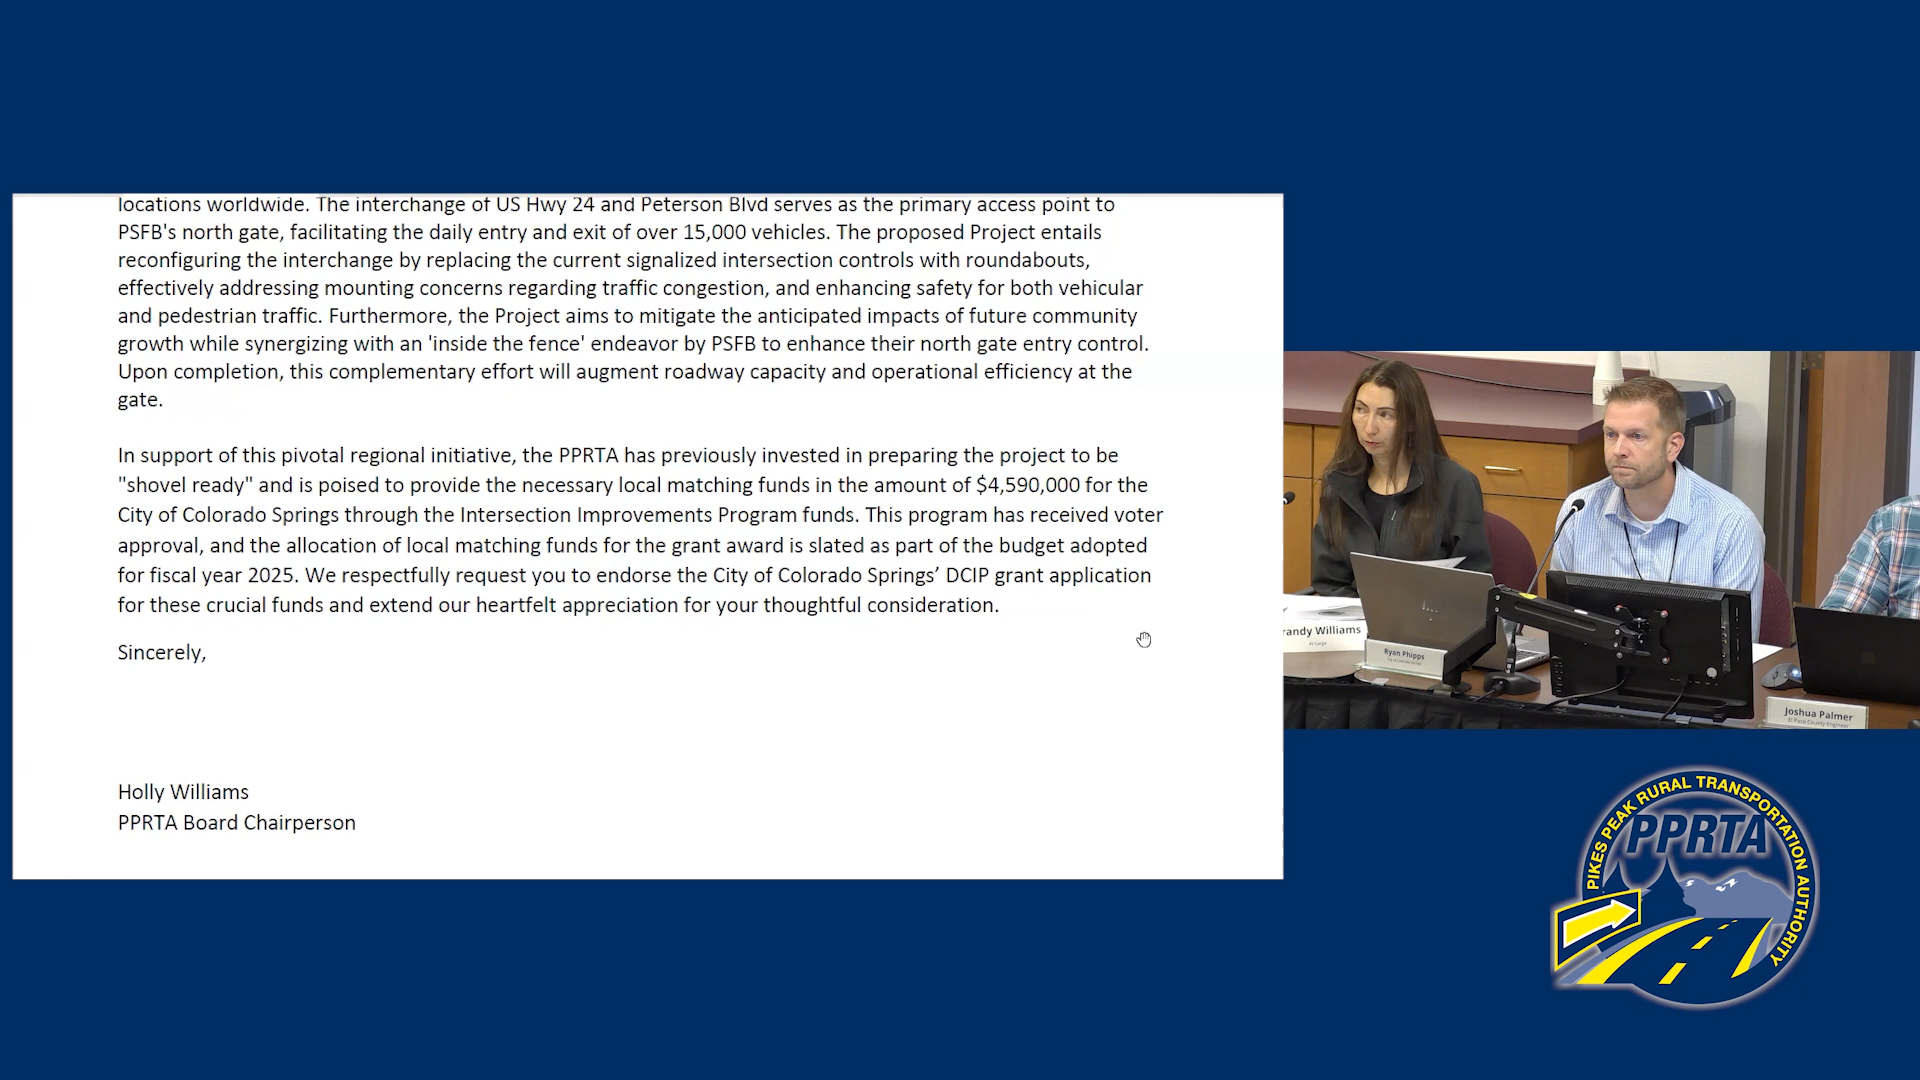 locations worldwide. The interchange of US Hwy 24 and Peterson Blvd serves as the primary access point to
PSFB's north gate, facilitating the daily entry and exit of over 15,000 vehicles. The proposed Project entails
reconfiguring the interchange by replacing the current signalized intersection controls with roundabouts,
effectively addressing mounting concerns regarding traffic congestion, and enhancing safety for both vehicular
and pedestrian traffic. Furthermore, the Project aims to mitigate the anticipated impacts of future community
growth while synergizing with an 'inside the fence' endeavor by PSFB to enhance their north gate entry control.
Upon completion, this complementary effort will augment roadway capacity and operational efficiency at the
gate.
In support of this pivotal regional initiative, the PPRTA has previously invested in preparing the project to be
"shovel ready" and is poised to provide the necessary local matching funds in the amount of $4,590,000 for the
City of Colorado Springs through the Intersection Improvements Program funds. This program has received voter
approval, and the allocation of local matching funds for the grant award is slated as part of the budget adopted
for fiscal year 2025. We respectfully request you to endorse the City of Colorado Springs’ DCIP grant application
for these crucial funds and extend our heartfelt appreciation for your thoughtful consideration.
Sincerely,
Holly Williams
PPRTA Board Chairperson
randy Williams
At-Large
Ryan Phipps
City of Colorado Springs
Joshua Palmer
El Paso County Engineer
PIKES PEAK RURAL TRANSPORTATION AUTHORITY
PPRTA